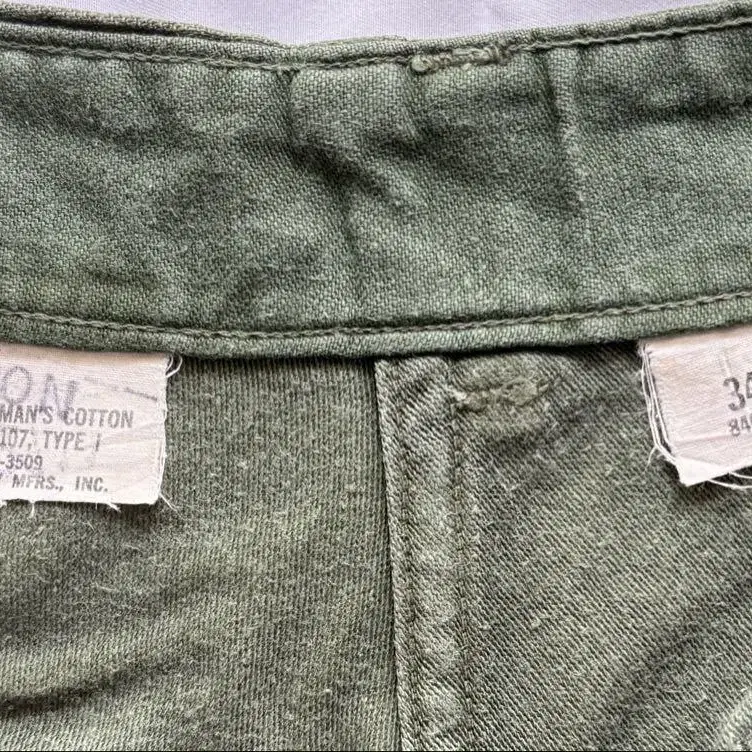 ON
MAN'S COTTON
107, TYPE I
-3509
MFRS., INC.
34
84